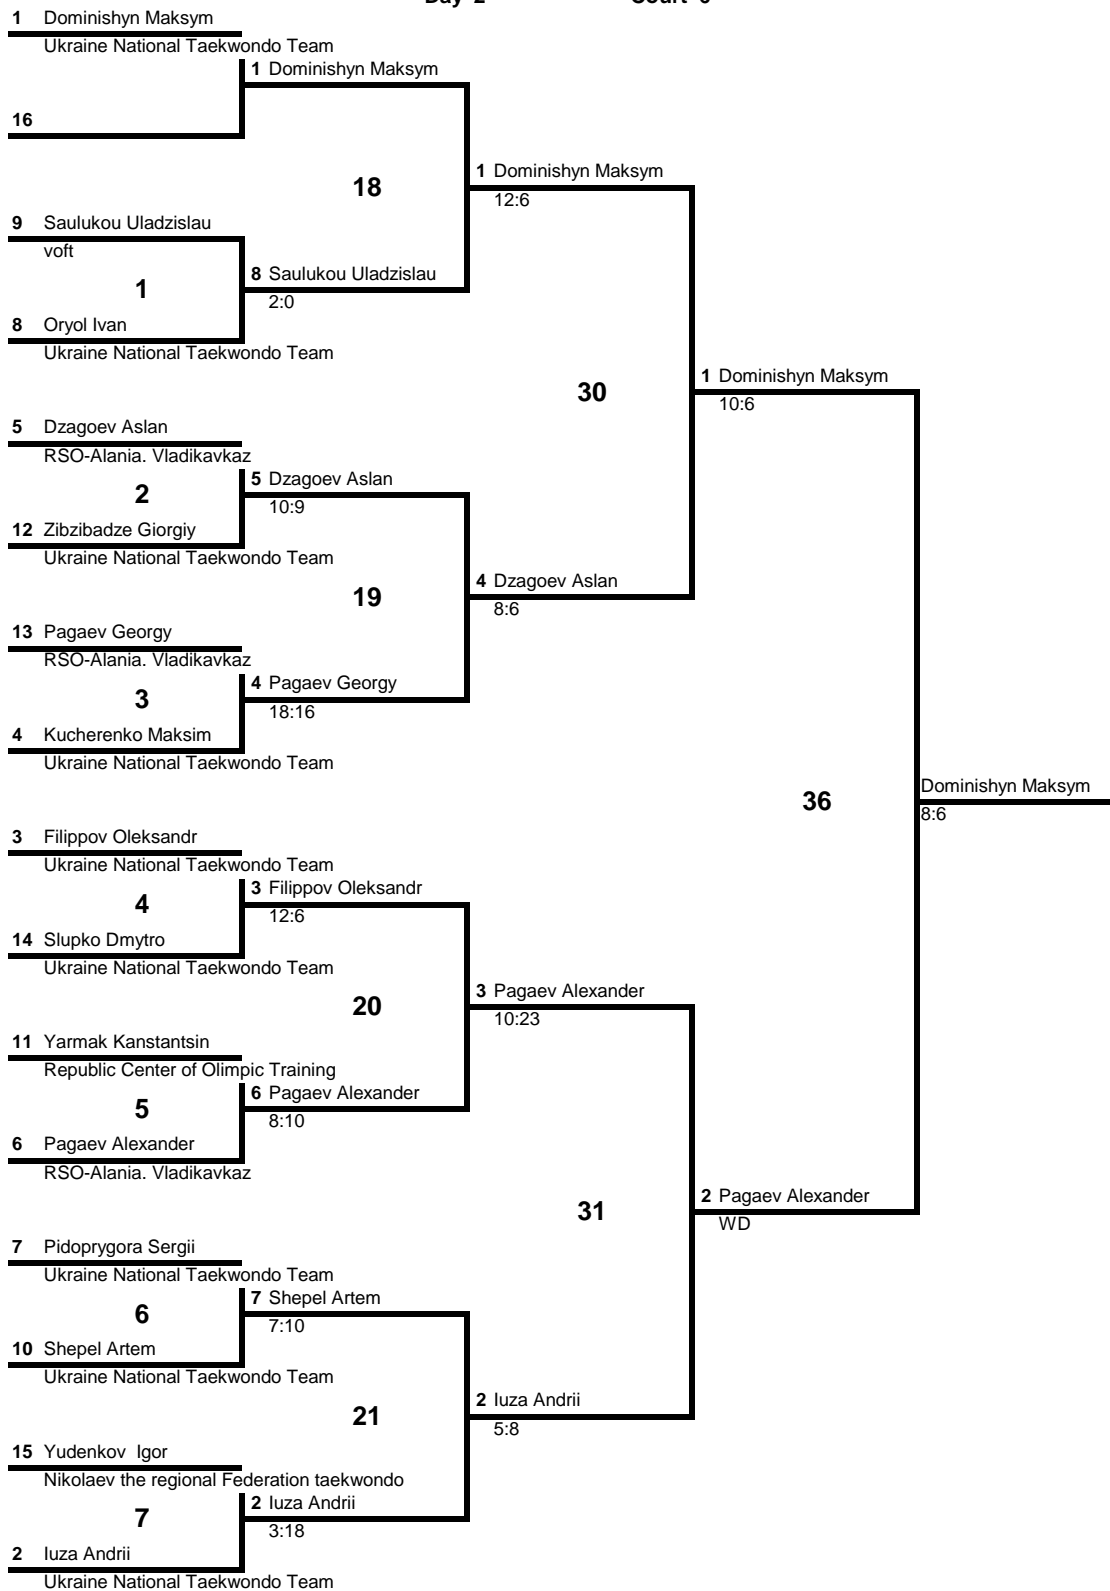 1 Dominishyn Maksym
Ukraine National Taekwondo Team
1 Dominishyn Maksym
16
18
1 Dominishyn Maksym
12:6
9 Saulukou Uladzislau
voft
1
8 Saulukou Uladzislau
2:0
8 Oryol Ivan
Ukraine National Taekwondo Team
30
1 Dominishyn Maksym
10:6
5 Dzagoev Aslan
RSO-Alania. Vladikavkaz
2
5 Dzagoev Aslan
10:9
12 Zibzibadze Giorgiy
Ukraine National Taekwondo Team
19
4 Dzagoev Aslan
8:6
13 Pagaev Georgy
RSO-Alania. Vladikavkaz
3
4 Pagaev Georgy
18:16
4 Kucherenko Maksim
Ukraine National Taekwondo Team
36
Dominishyn Maksym
8:6
3 Filippov Oleksandr
Ukraine National Taekwondo Team
4
3 Filippov Oleksandr
12:6
14 Slupko Dmytro
Ukraine National Taekwondo Team
20
3 Pagaev Alexander
10:23
11 Yarmak Kanstantsin
Republic Center of Olimpic Training
5
6 Pagaev Alexander
8:10
6 Pagaev Alexander
RSO-Alania. Vladikavkaz
31
2 Pagaev Alexander
WD
7 Pidoprygora Sergii
Ukraine National Taekwondo Team
6
7 Shepel Artem
7:10
10 Shepel Artem
Ukraine National Taekwondo Team
21
2 Iuza Andrii
5:8
15 Yudenkov Igor
Nikolaev the regional Federation taekwondo
7
2 Iuza Andrii
3:18
2 Iuza Andrii
Ukraine National Taekwondo Team